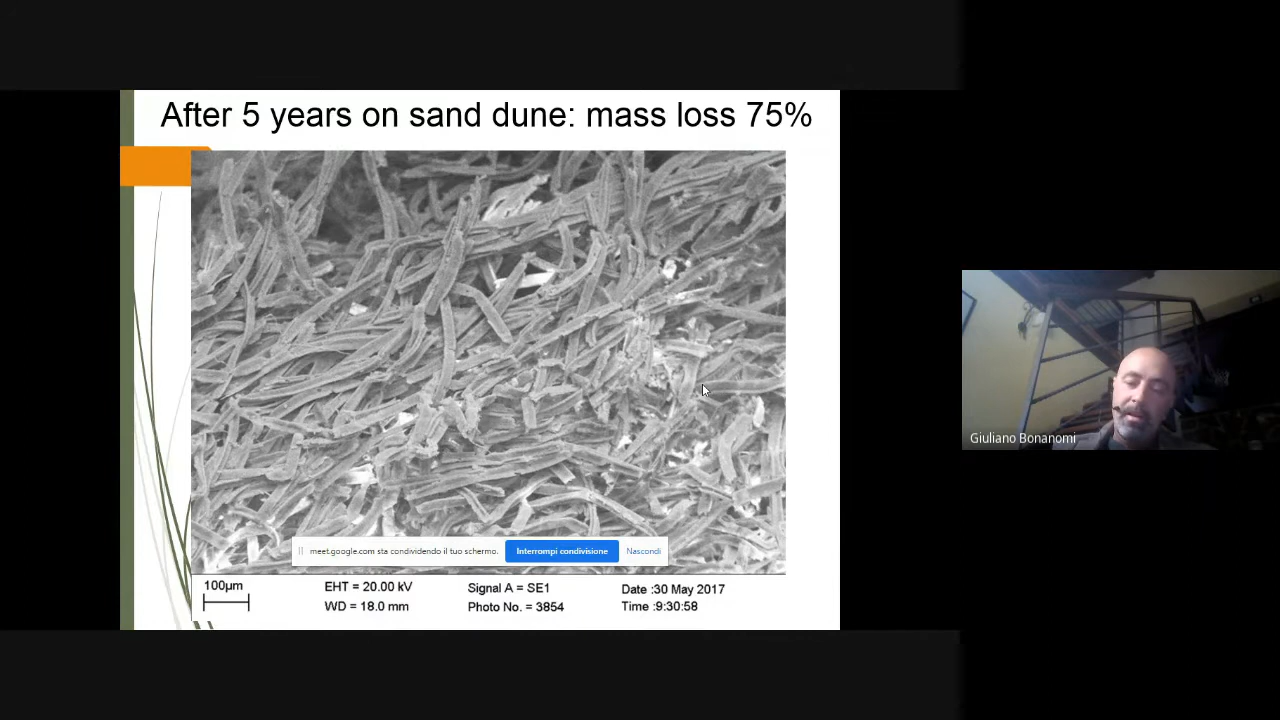 After 5 years on sand dune: mass loss 75%
Giuliano Bonanomi
meet.google.com sta condividendo il tuo schermo.
Interrompi condivisione
Nascondi
100µm
EHT = 20.00 kV
Signal A = SE1
Date :30 May 2017
WD = 18.0 mm
Photo No. = 3854
Time :9:30:58